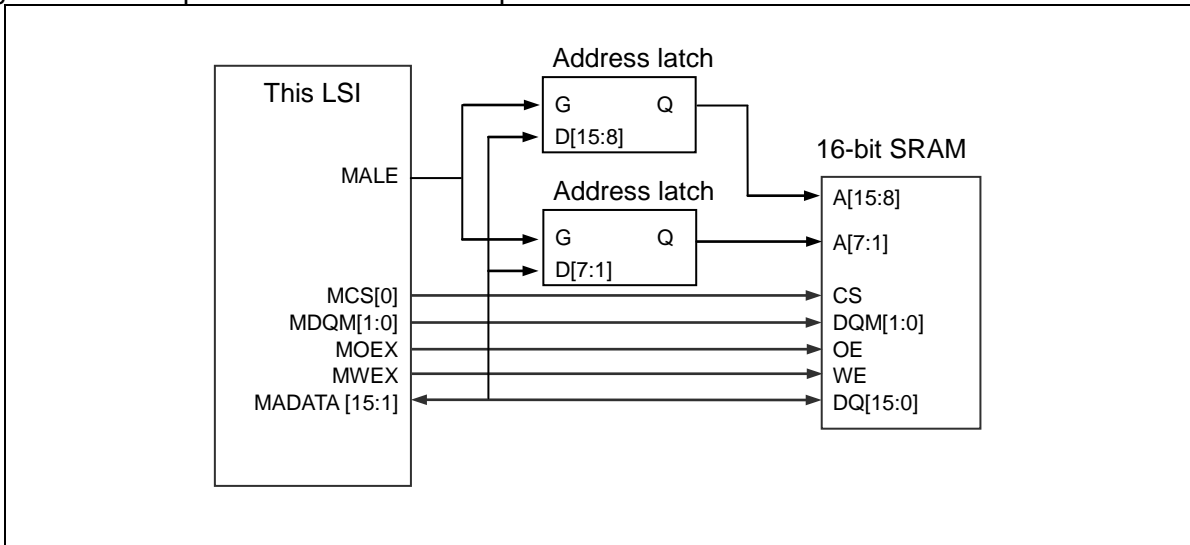 Address latch
This LSI
G Q
D[15:8]
16-bit SRAM
MALE
A[15:8]
Address latch
G Q
A[7:1]
D[7:1]
MCS[0] CS
MDQM[1:0] DQM[1:0]
MOEX OE
MWEX WE
MADATA [15:1] DQ[15:0]